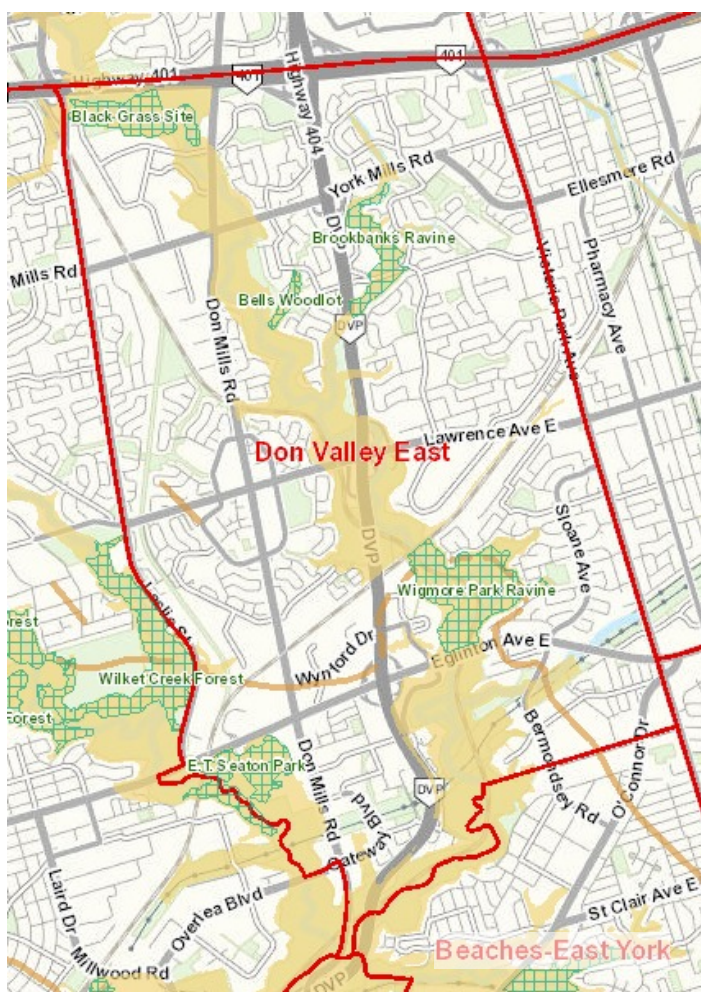 Highway 401
401
Highway 404
401
Black Grass Site
York Mills Rd
Ellesmere Rd
DVP
Brookbanks Ravine
Mills Rd
Bells Woodlot
Victoria Park Ave
Pharmacy Ave
Don Mills Rd
DVP
Lawrence Ave E
Don Valley East
DVP
Sloane Ave
Leslie St
Wigmore Park Ravine
orest
Wynford Dr
Eglinton Ave E
Wilket Creek Forest
Forest
Bermondsey Rd
O'Connor Dr
E.T. Seaton Park
Don Mills Rd
DVP
Gateway Blvd
Laird Dr
Overlea Blvd
St Clair Ave E
Millwood Rd
Beaches-East York
DVP